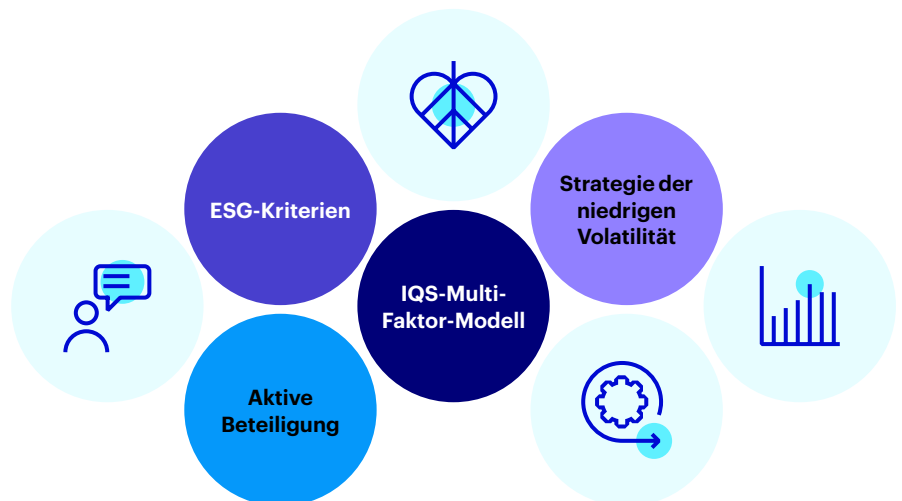 ESG-Kriterien
Strategie der
niedrigen
Volatilität
IQS-Multi-
Faktor-Modell
Aktive
Beteiligung